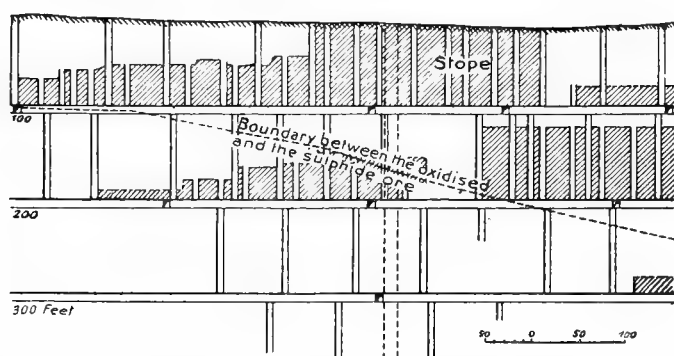 Stope
100
Boundary between the oxidised
and the sulphide ore
200
300 Feet
50 0 50 100